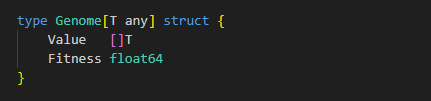 type Genome[T any] struct {
    Value   []T
    Fitness float64
}